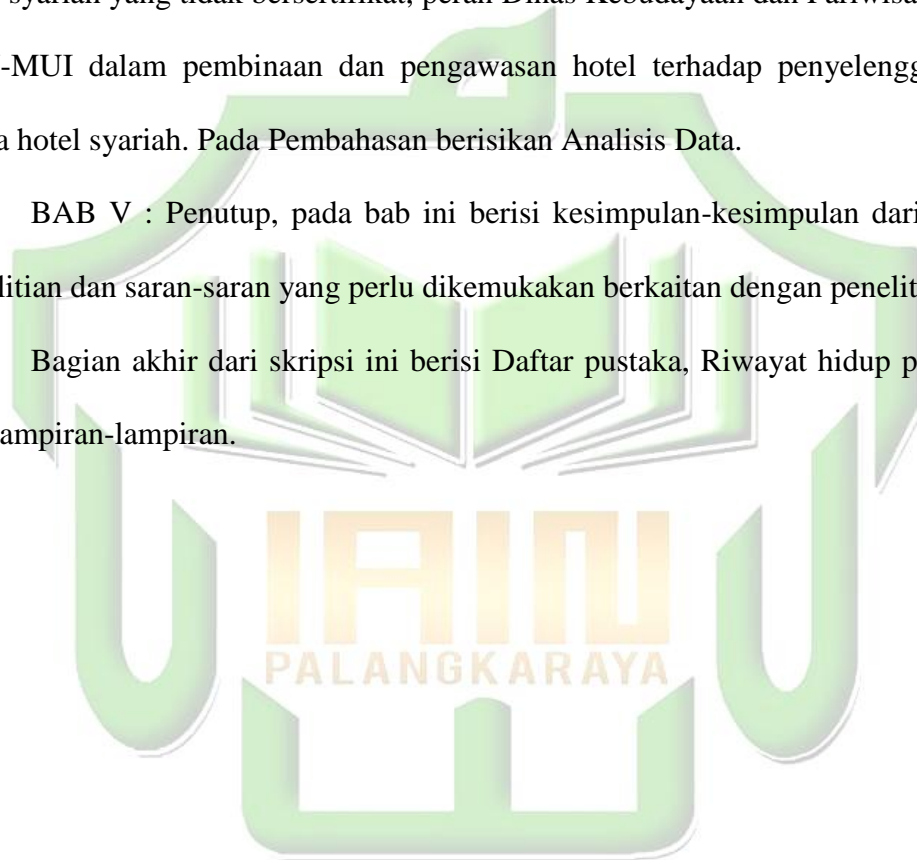 syariah yang tidak bersertifikat, peran Dinas Kebudayaan dan Pariwisa
-MUI dalam pembinaan dan pengawasan hotel terhadap penyelengg
a hotel syariah. Pada Pembahasan berisikan Analisis Data.
BAB V : Penutup, pada bab ini berisi kesimpulan-kesimpulan dari
litian dan saran-saran yang perlu dikemukakan berkaitan dengan penelit
Bagian akhir dari skripsi ini berisi Daftar pustaka, Riwayat hidup p
ampiran-lampiran.
IAIN
PALANGKARAYA